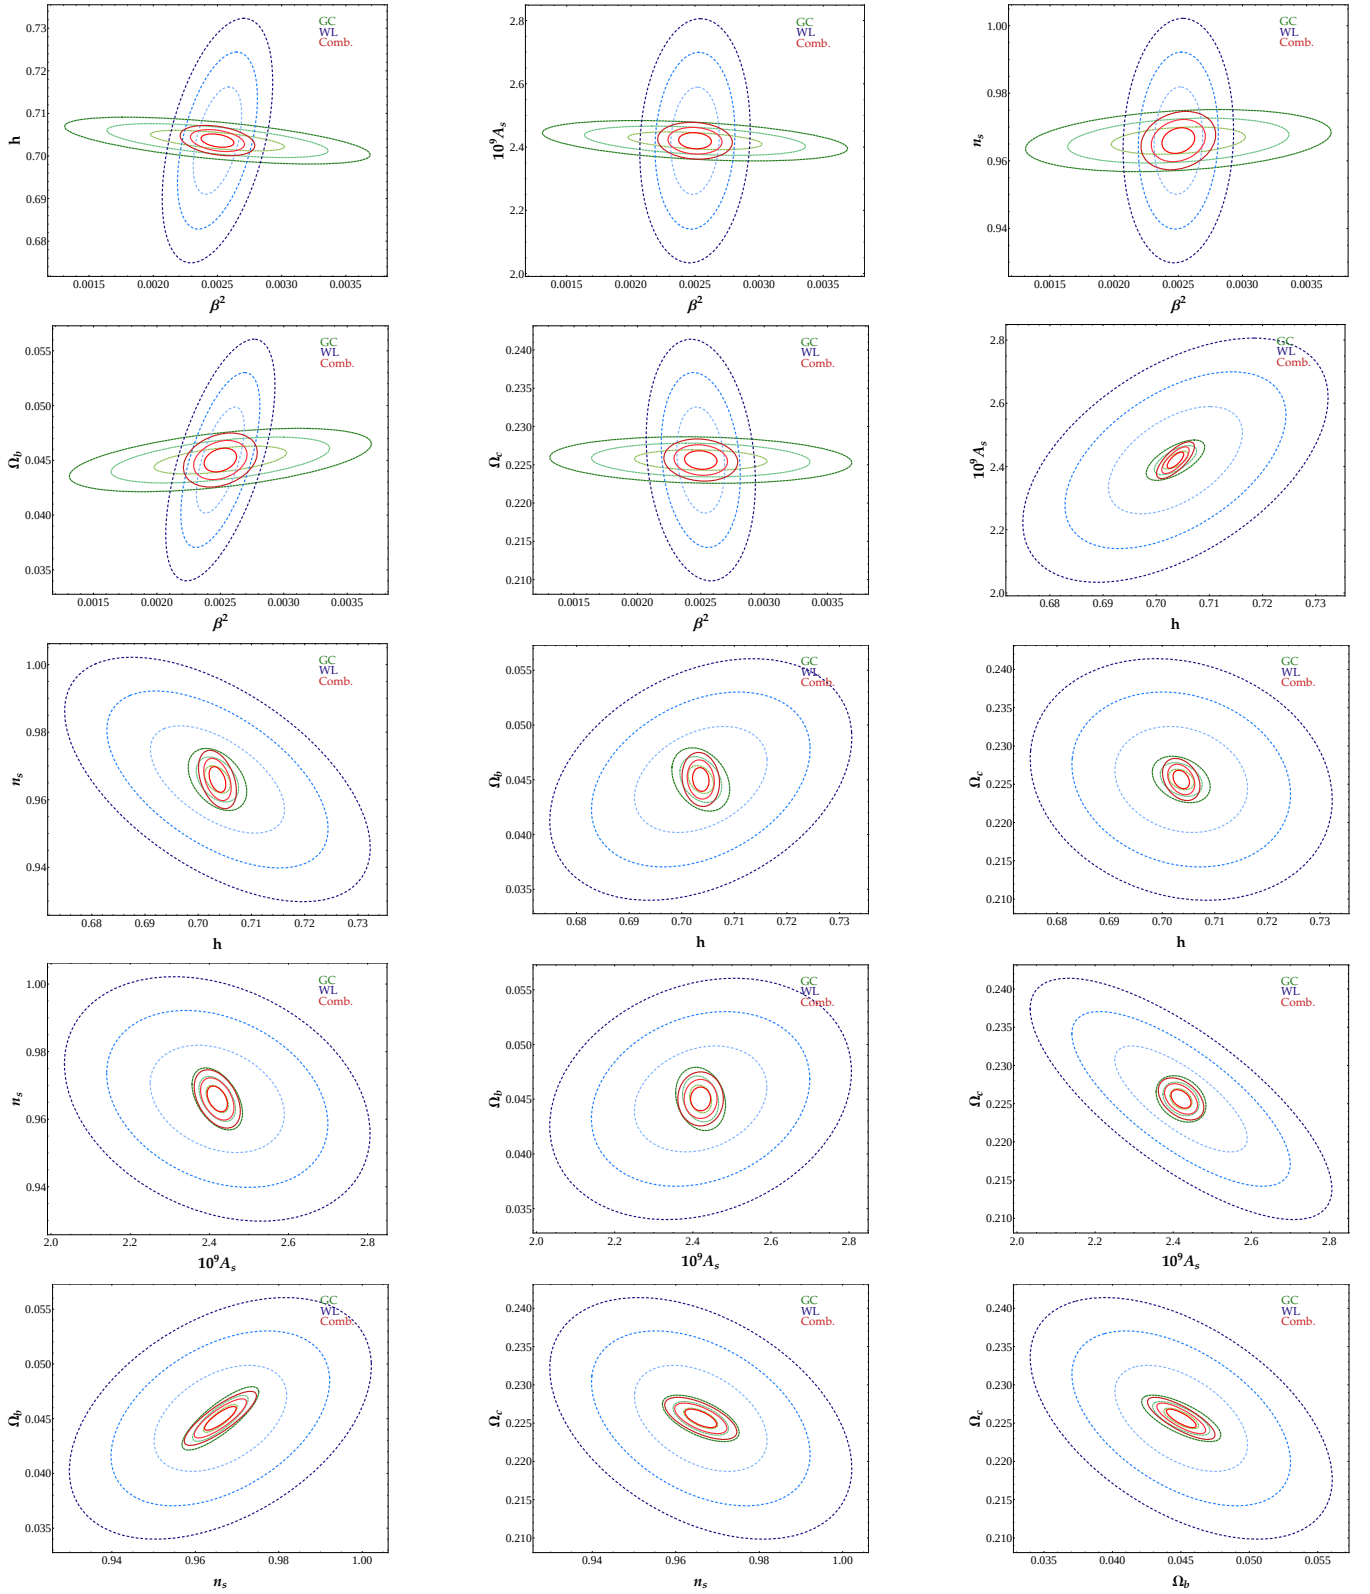 GC
WL
Comb.
h
0.73
0.72
0.71
0.70
0.69
0.68
0.0015 0.0020 0.0025 0.0030 0.0035
β²
GC
WL
Comb.
10⁹Aₛ
2.8
2.6
2.4
2.2
2.0
0.0015 0.0020 0.0025 0.0030 0.0035
β²
GC
WL
Comb.
nₛ
1.00
0.98
0.96
0.94
0.0015 0.0020 0.0025 0.0030 0.0035
β²
GC
WL
Comb.
Ω_b
0.055
0.050
0.045
0.040
0.035
0.0015 0.0020 0.0025 0.0030 0.0035
β²
GC
WL
Comb.
Ω_c
0.240
0.235
0.230
0.225
0.220
0.215
0.210
0.0015 0.0020 0.0025 0.0030 0.0035
β²
GC
WL
Comb.
10⁹Aₛ
2.8
2.6
2.4
2.2
2.0
0.68 0.69 0.70 0.71 0.72 0.73
h
GC
WL
Comb.
nₛ
1.00
0.98
0.96
0.94
0.68 0.69 0.70 0.71 0.72 0.73
h
GC
WL
Comb.
Ω_b
0.055
0.050
0.045
0.040
0.035
0.68 0.69 0.70 0.71 0.72 0.73
h
GC
WL
Comb.
Ω_c
0.240
0.235
0.230
0.225
0.220
0.215
0.210
0.68 0.69 0.70 0.71 0.72 0.73
h
GC
WL
Comb.
nₛ
1.00
0.98
0.96
0.94
2.0 2.2 2.4 2.6 2.8
10⁹Aₛ
GC
WL
Comb.
Ω_b
0.055
0.050
0.045
0.040
0.035
2.0 2.2 2.4 2.6 2.8
10⁹Aₛ
GC
WL
Comb.
Ω_c
0.240
0.235
0.230
0.225
0.220
0.215
0.210
2.0 2.2 2.4 2.6 2.8
10⁹Aₛ
GC
WL
Comb.
Ω_b
0.055
0.050
0.045
0.040
0.035
0.94 0.96 0.98 1.00
nₛ
GC
WL
Comb.
Ω_c
0.240
0.235
0.230
0.225
0.220
0.215
0.210
0.94 0.96 0.98 1.00
nₛ
GC
WL
Comb.
Ω_c
0.240
0.235
0.230
0.225
0.220
0.215
0.210
0.035 0.040 0.045 0.050 0.055
Ω_b